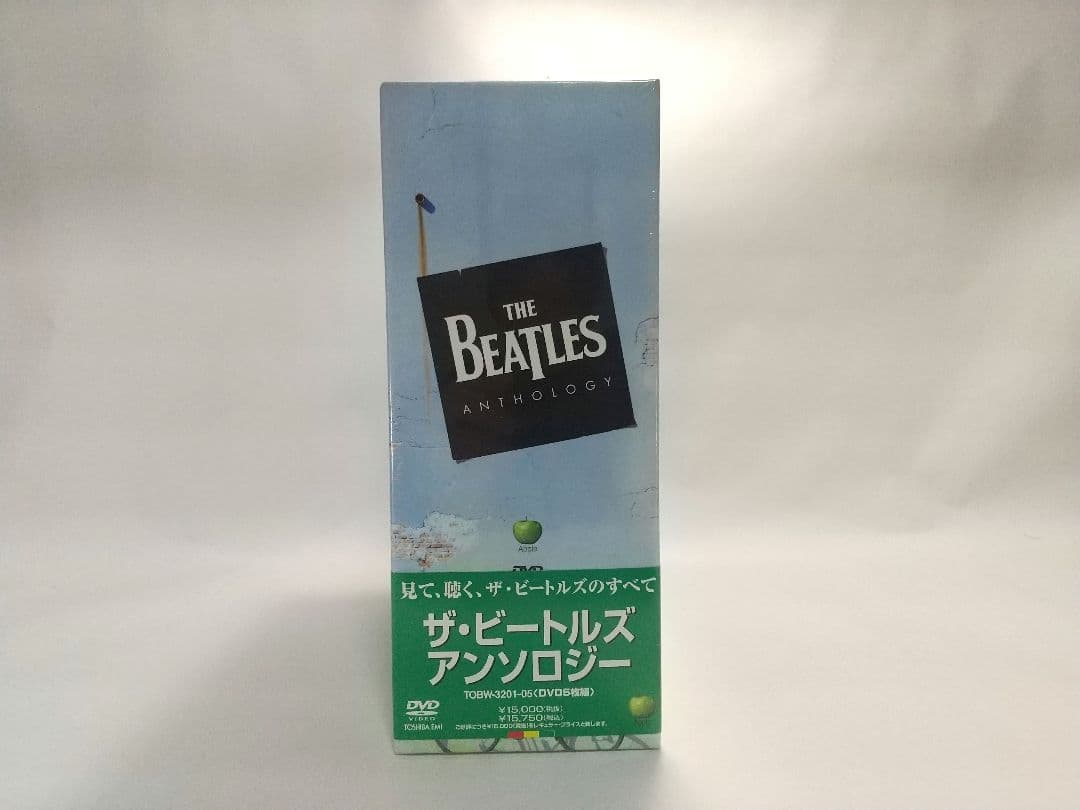 THE
BEATLES
ANTHOLOGY
Apple
DVD
見て、聴く、ザ・ビートルズのすべて
ザ・ビートルズ
アンソロジー
TOBW-3201-05〈DVD5枚組〉
¥15,000(税抜)
¥15,750(税込)
DVD
VIDEO
TOSHIBA EMI